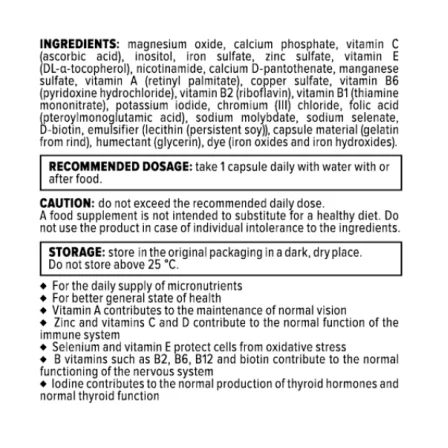 INGREDIENTS: magnesium oxide, calcium phosphate, vitamin C
(ascorbic acid), inositol, iron sulfate, zinc sulfate, vitamin E
(DL-α-tocopherol), nicotinamide, calcium D-pantothenate, manganese
sulfate, vitamin A (retinyl palmitate), copper sulfate, vitamin B6
(pyridoxine hydrochloride), vitamin B2 (riboflavin), vitamin B1 (thiamine
mononitrate), potassium iodide, chromium (III) chloride, folic acid
(pteroylmonoglutamic acid), sodium molybdate, sodium selenate,
D-biotin, emulsifier (lecithin (persistent soy)), capsule material (gelatin
from rind), humectant (glycerin), dye (iron oxides and iron hydroxides).
RECOMMENDED DOSAGE: take 1 capsule daily with water with or
after food.
CAUTION: do not exceed the recommended daily dose.
A food supplement is not intended to substitute for a healthy diet. Do
not use the product in case of individual intolerance to the ingredients.
STORAGE: store in the original packaging in a dark, dry place.
Do not store above 25 °C.
◆ For the daily supply of micronutrients
◆ For better general state of health
◆ Vitamin A contributes to the maintenance of normal vision
◆ Zinc and vitamins C and D contribute to the normal function of the
immune system
◆ Selenium and vitamin E protect cells from oxidative stress
◆ B vitamins such as B2, B6, B12 and biotin contribute to the normal
functioning of the nervous system
◆ Iodine contributes to the normal production of thyroid hormones and
normal thyroid function